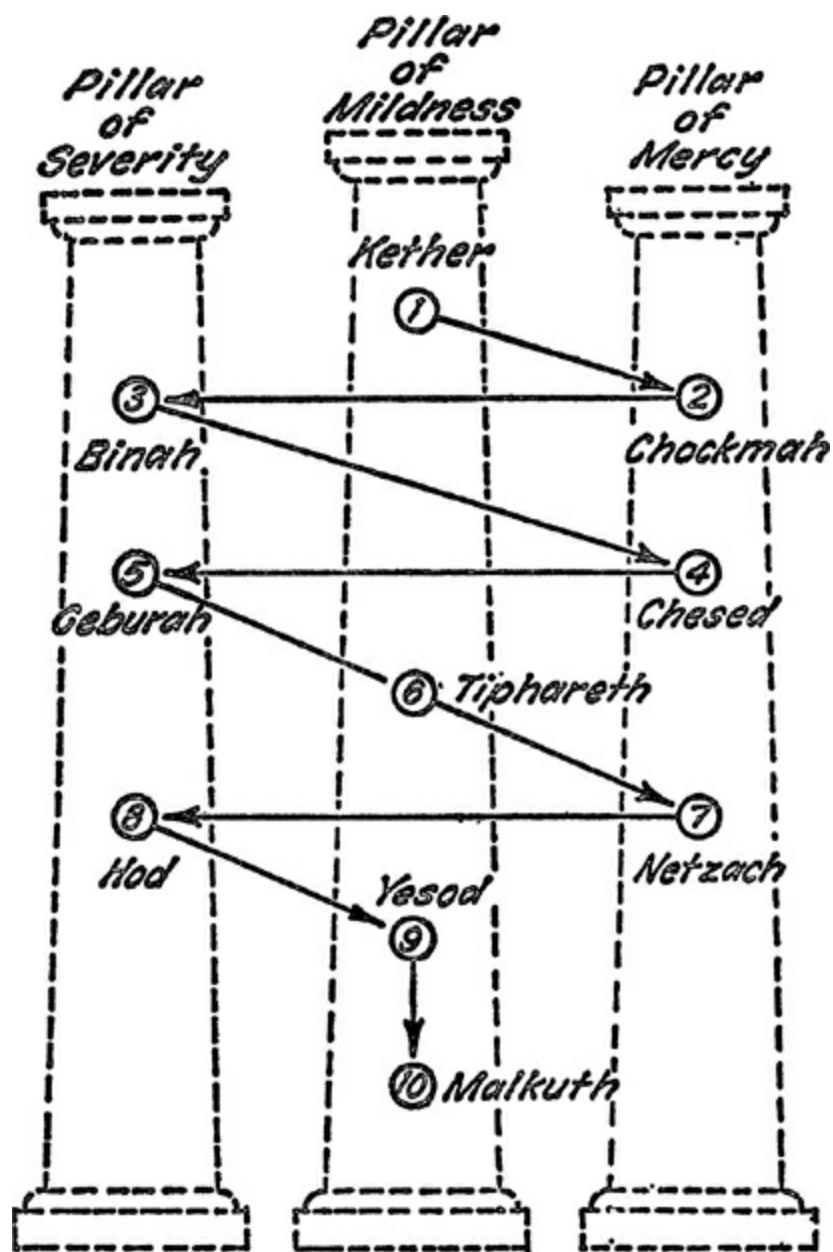 Pillar
of
Severity
Pillar
of
Mildness
Pillar
of
Mercy
Kether
1
3
2
Binah
Chockmah
5
4
Geburah
Chesed
6 Tiphareth
8
7
Hod
Netzach
Yesod
9
10 Malkuth